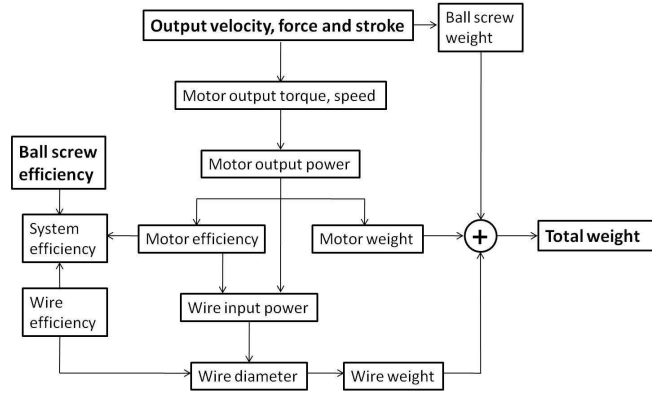 Output velocity, force and stroke
Ball screw
weight
Motor output torque, speed
Ball screw
efficiency
Motor output power
System
efficiency
Motor efficiency
Motor weight
+
Total weight
Wire
efficiency
Wire input power
Wire diameter
Wire weight